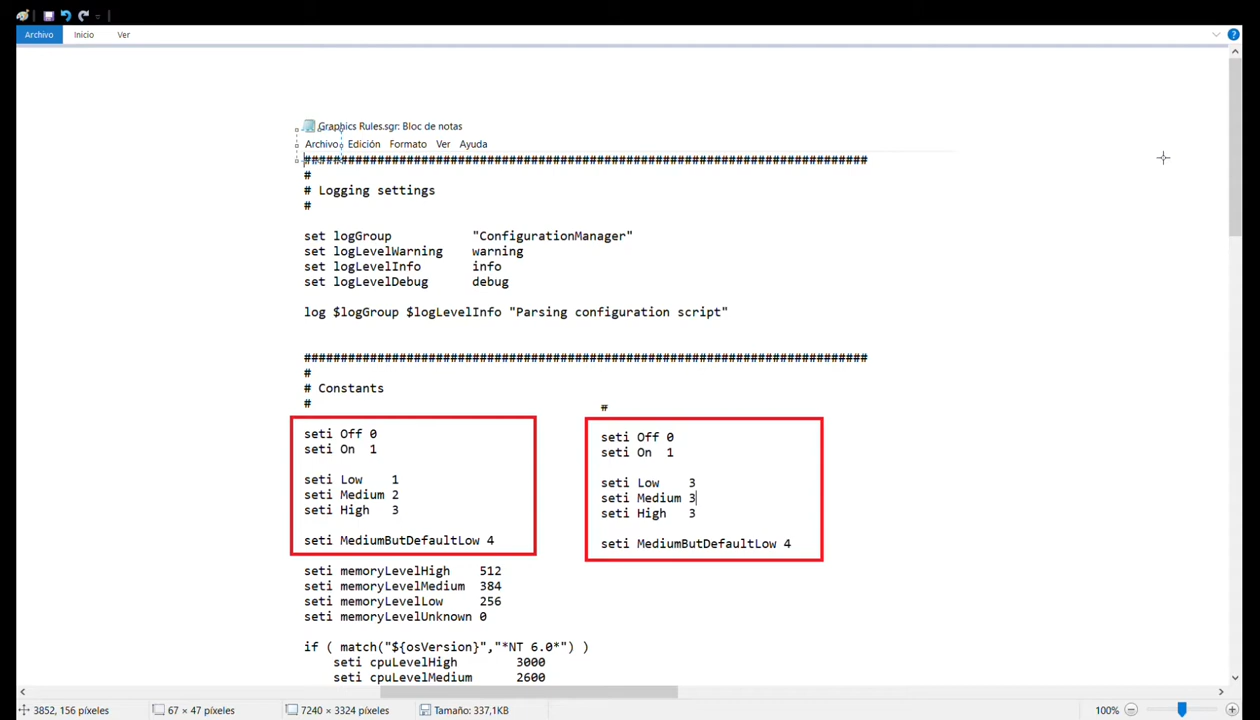 Archivo Inicio Ver
Graphics Rules.sgr: Bloc de notas
Archivo Edición Formato Ver Ayuda
#############################################################################
#
# Logging settings
#
set logGroup "ConfigurationManager"
set logLevelWarning warning
set logLevelInfo info
set logLevelDebug debug
log $logGroup $logLevelInfo "Parsing configuration script"
#############################################################################
#
# Constants
#
seti Off 0
seti On 1
seti Low 1
seti Medium 2
seti High 3
seti MediumButDefaultLow 4
#
seti Off 0
seti On 1
seti Low 3
seti Medium 3
seti High 3
seti MediumButDefaultLow 4
seti memoryLevelHigh 512
seti memoryLevelMedium 384
seti memoryLevelLow 256
seti memoryLevelUnknown 0
if ( match("${osVersion}","*NT 6.0*") )
seti cpuLevelHigh 3000
seti cpuLevelMedium 2600
3852, 156 píxeles 67 × 47 píxeles 7240 × 3324 píxeles Tamaño: 337,1KB 100%